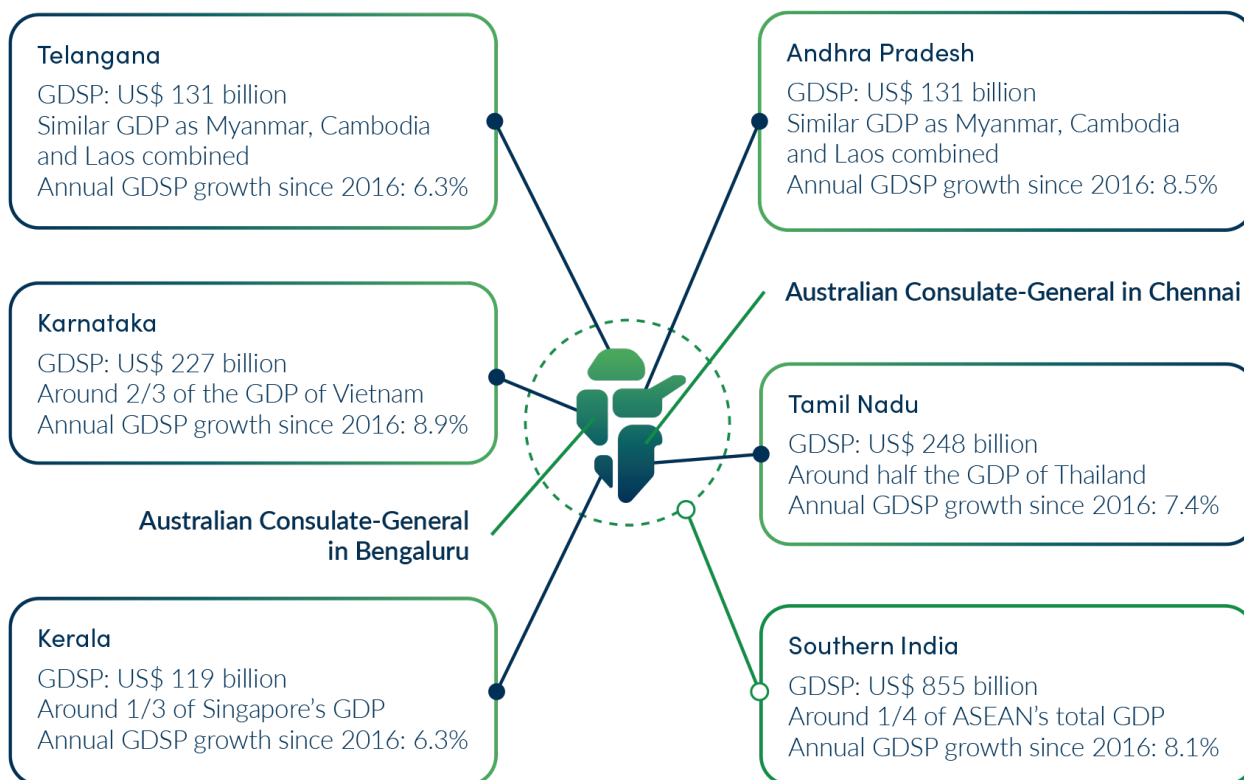 Telangana
GDSP: US$ 131 billion
Similar GDP as Myanmar, Cambodia
and Laos combined
Annual GDSP growth since 2016: 6.3%
Andhra Pradesh
GDSP: US$ 131 billion
Similar GDP as Myanmar, Cambodia
and Laos combined
Annual GDSP growth since 2016: 8.5%
Karnataka
GDSP: US$ 227 billion
Around 2/3 of the GDP of Vietnam
Annual GDSP growth since 2016: 8.9%
Australian Consulate-General in Chennai
Tamil Nadu
GDSP: US$ 248 billion
Around half the GDP of Thailand
Annual GDSP growth since 2016: 7.4%
Australian Consulate-General
in Bengaluru
Kerala
GDSP: US$ 119 billion
Around 1/3 of Singapore’s GDP
Annual GDSP growth since 2016: 6.3%
Southern India
GDSP: US$ 855 billion
Around 1/4 of ASEAN’s total GDP
Annual GDSP growth since 2016: 8.1%